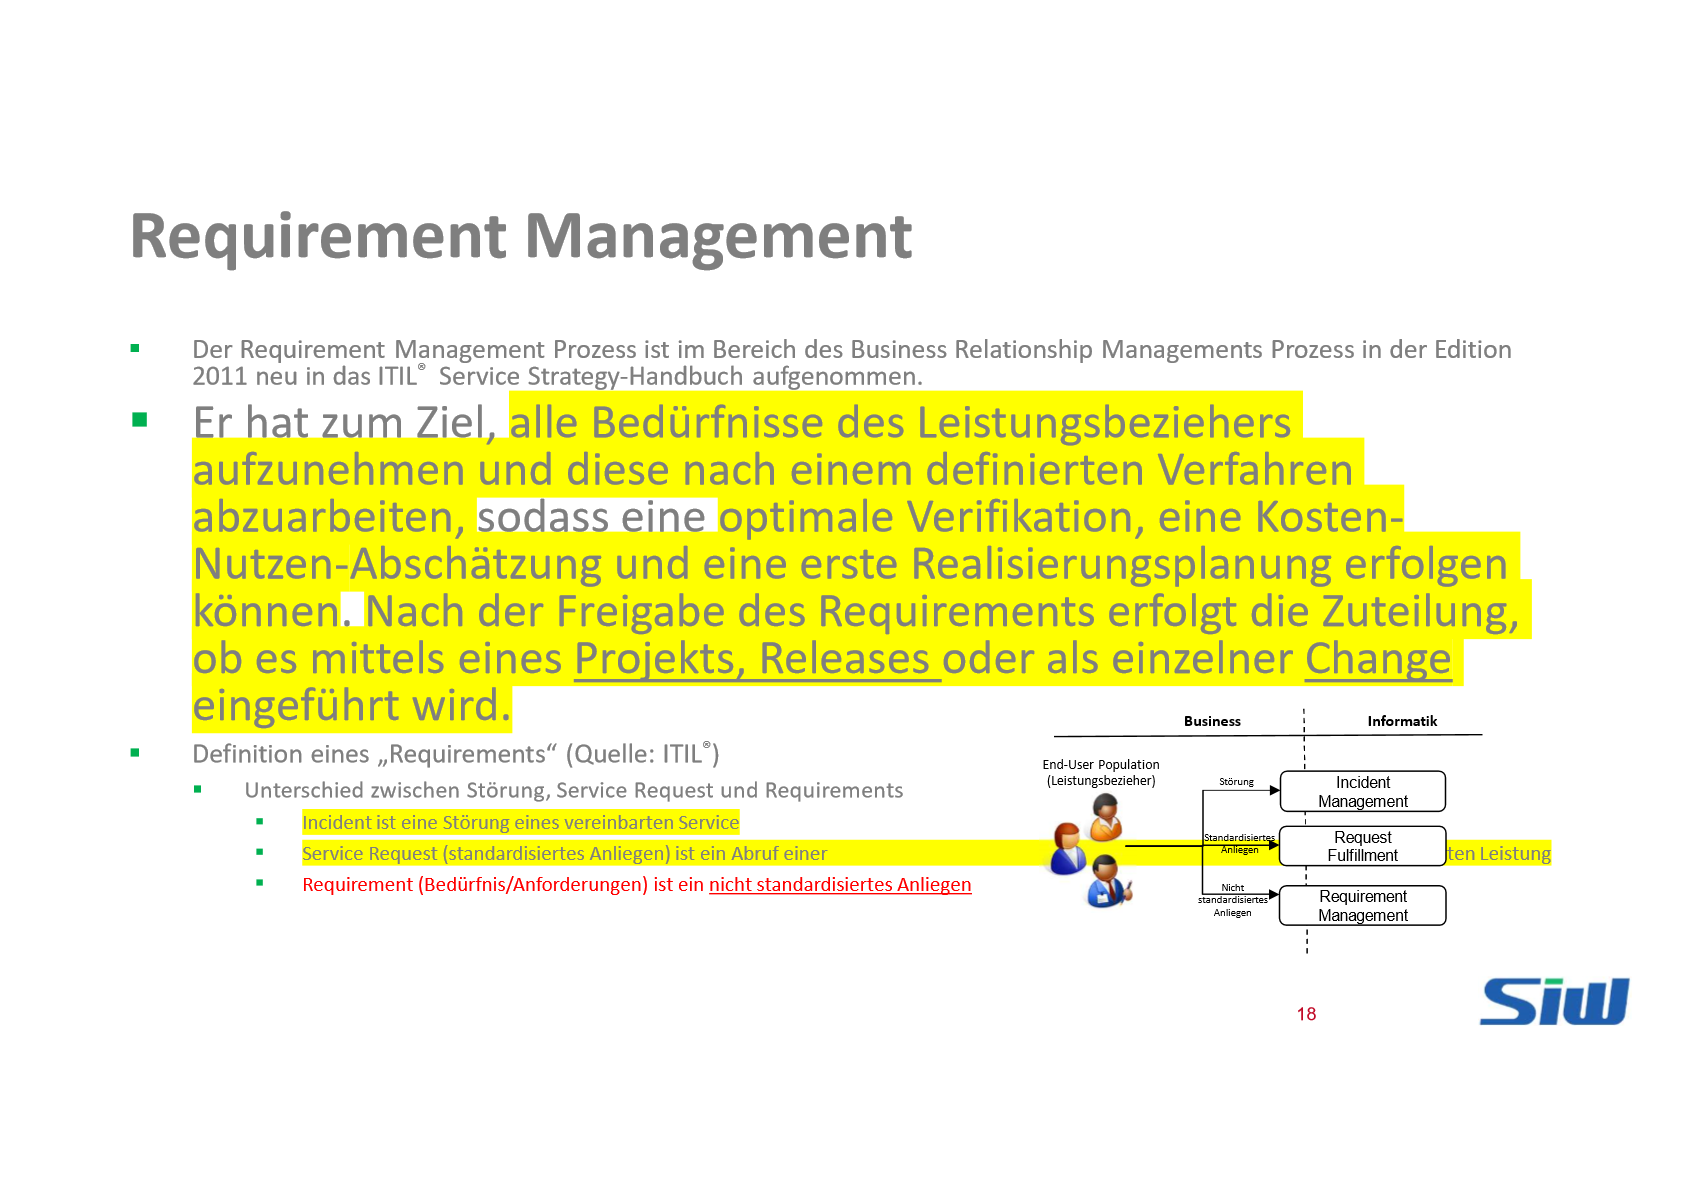 Requirement Management
Der Requirement Management Prozess ist im Bereich des Business Relationship Managements Prozess in der Edition
2011 neu in das ITIL® Service Strategy-Handbuch aufgenommen.
Er hat zum Ziel, alle Bedürfnisse des Leistungsbeziehers
aufzunehmen und diese nach einem definierten Verfahren
abzuarbeiten, sodass eine optimale Verifikation, eine Kosten-
Nutzen-Abschätzung und eine erste Realisierungsplanung erfolgen
können. Nach der Freigabe des Requirements erfolgt die Zuteilung,
ob es mittels eines Projekts, Releases oder als einzelner Change
eingeführt wird.
Definition eines „Requirements“ (Quelle: ITIL®)
Unterschied zwischen Störung, Service Request und Requirements
Incident ist eine Störung eines vereinbarten Service
Service Request (standardisiertes Anliegen) ist ein Abruf einer
ten Leistung
Requirement (Bedürfnis/Anforderungen) ist ein nicht standardisiertes Anliegen
Business
Informatik
End-User Population
(Leistungsbezieher)
Störung
Incident
Management
Standardisiertes
Anliegen
Request
Fulfillment
Nicht
standardisiertes
Anliegen
Requirement
Management
18
Siw